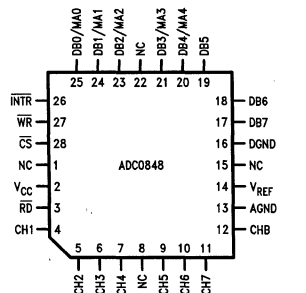 DB0/MA0
DB1/MA1
DB2/MA2
NC
DB3/MA3
DB4/MA4
DB5
25 24 23 22 21 20 19
INTR 26
WR 27
CS 28
NC 1
VCC 2
RD 3
CH1 4
ADC0848
18 DB6
17 DB7
16 DGND
15 NC
14 VREF
13 AGND
12 CHB
5 6 7 8 9 10 11
CH2
CH3
CH4
NC
CH5
CH6
CH7